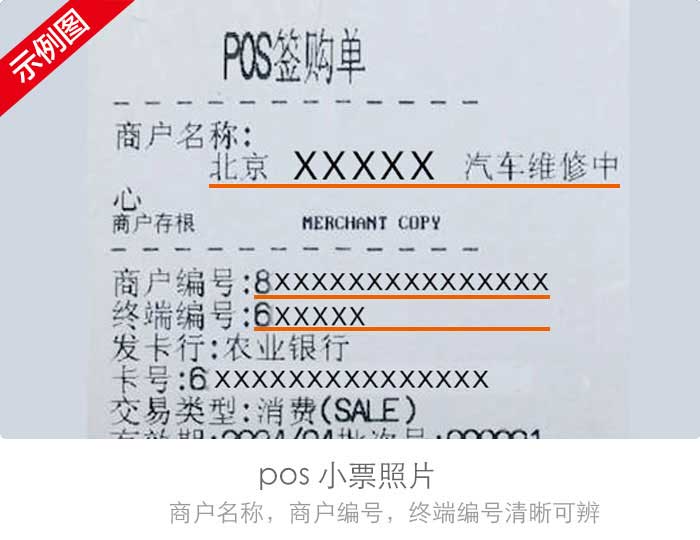 示例图
POS签购单
商户名称:
北京 XXXXX 汽车维修中
心
商户存根 MERCHANT COPY
商户编号:8XXXXXXXXXXXXXXX
终端编号:6XXXXX
发卡行:农业银行
卡号:6XXXXXXXXXXXXXXX
交易类型:消费(SALE)
pos 小票照片
商户名称，商户编号，终端编号清晰可辨